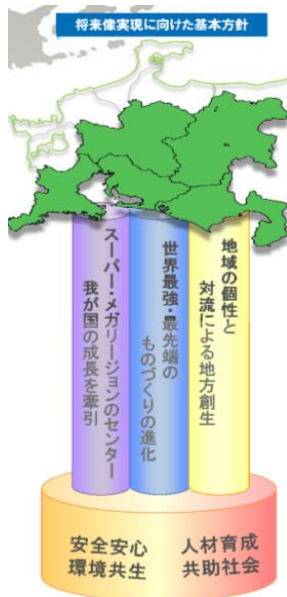 将来像実現に向けた基本方針
地域の個性と
対流による地方創生
世界最強・最先端の
ものづくりの進化
スーパー・メガリージョンのセンター
我が国の成長を牽引
安全安心
環境共生
人材育成
共助社会